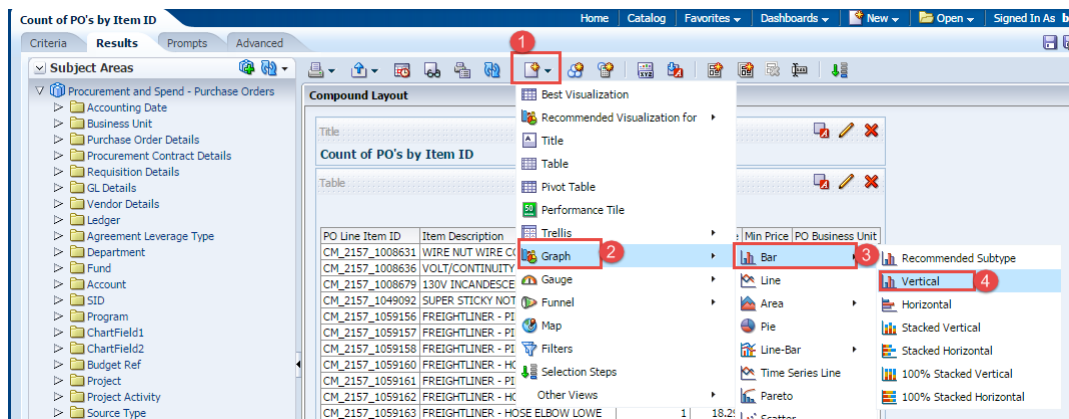 Count of PO's by Item ID
Home Catalog Favorites Dashboards New Open Signed In As b
Criteria Results Prompts Advanced
1
Subject Areas
Procurement and Spend - Purchase Orders
Accounting Date
Business Unit
Purchase Order Details
Procurement Contract Details
Requisition Details
GL Details
Vendor Details
Ledger
Agreement Leverage Type
Department
Fund
Account
SID
Program
ChartField1
ChartField2
Budget Ref
Project
Project Activity
Source Type
Compound Layout
Title
Count of PO's by Item ID
Table
PO Line Item ID Item Description
Min Price PO Business Unit
CM_2157_1008631 WIRE NUT WIRE CO
CM_2157_1008636 VOLT/CONTINUITY
CM_2157_1008679 130V INCANDESCE
CM_2157_1049092 SUPER STICKY NOT
CM_2157_1059156 FREIGHTLINER - PI
CM_2157_1059157 FREIGHTLINER - PI
CM_2157_1059158 FREIGHTLINER - PI
CM_2157_1059160 FREIGHTLINER - HO
CM_2157_1059161 FREIGHTLINER - PI
CM_2157_1059162 FREIGHTLINER - HO
CM_2157_1059163 FREIGHTLINER - HOSE ELBOW LOWE 1 18.2
Best Visualization
Recommended Visualization for
Title
Table
Pivot Table
50 Performance Tile
Trellis
Graph 2
Gauge
Funnel
Map
Filters
Selection Steps
Other Views
Bar 3
Line
Area
Pie
Line-Bar
Time Series Line
Pareto
Scatter
Recommended Subtype
Vertical 4
Horizontal
Stacked Vertical
Stacked Horizontal
100% Stacked Vertical
100% Stacked Horizontal